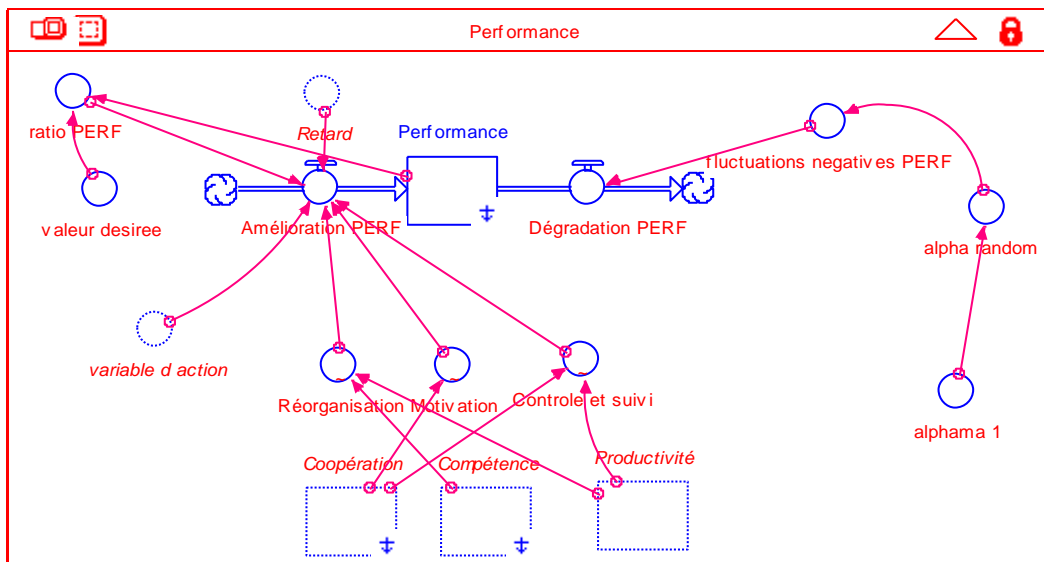 Performance
ratio PERF
Retard
Performance
fluctuations negatives PERF
valeur desiree
Amélioration PERF
Dégradation PERF
alpha random
variable d action
Réorganisation
Motivation
Controle et suivi
alphama 1
Coopération
Compétence
Productivité